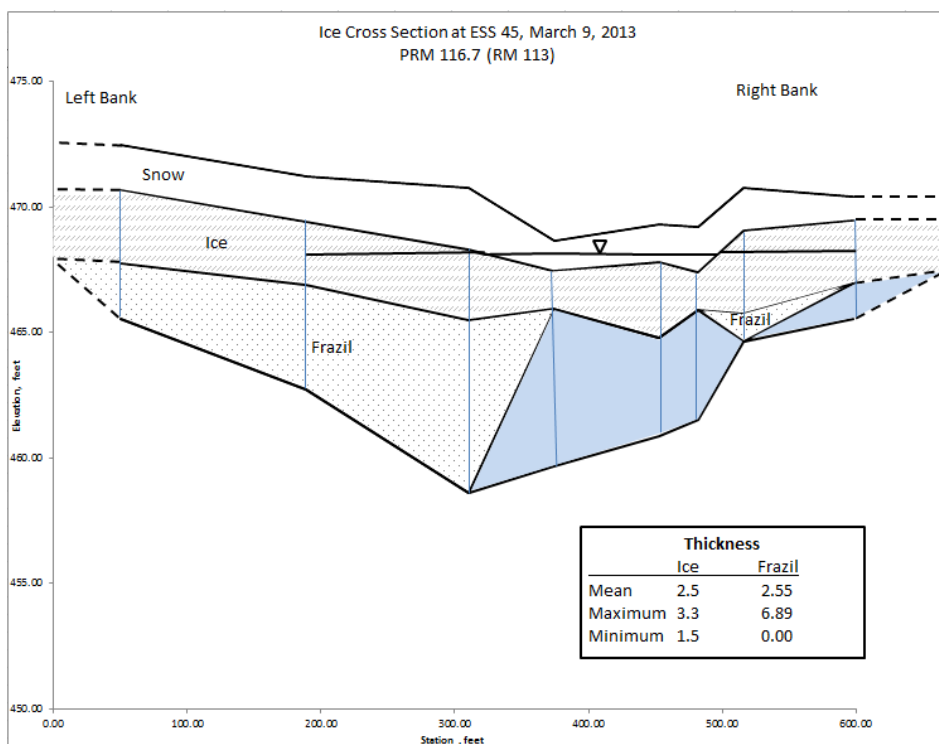 Ice Cross Section at ESS 45, March 9, 2013
PRM 116.7 (RM 113)
475.00
Left Bank
Right Bank
Snow
470.00
Ice
465.00
Frazil
Frazil
Elevation, feet
460.00
455.00
Thickness
Ice Frazil
Mean 2.5 2.55
Maximum 3.3 6.89
Minimum 1.5 0.00
450.00
0.00 100.00 200.00 300.00 400.00 500.00 600.00
Station , feet